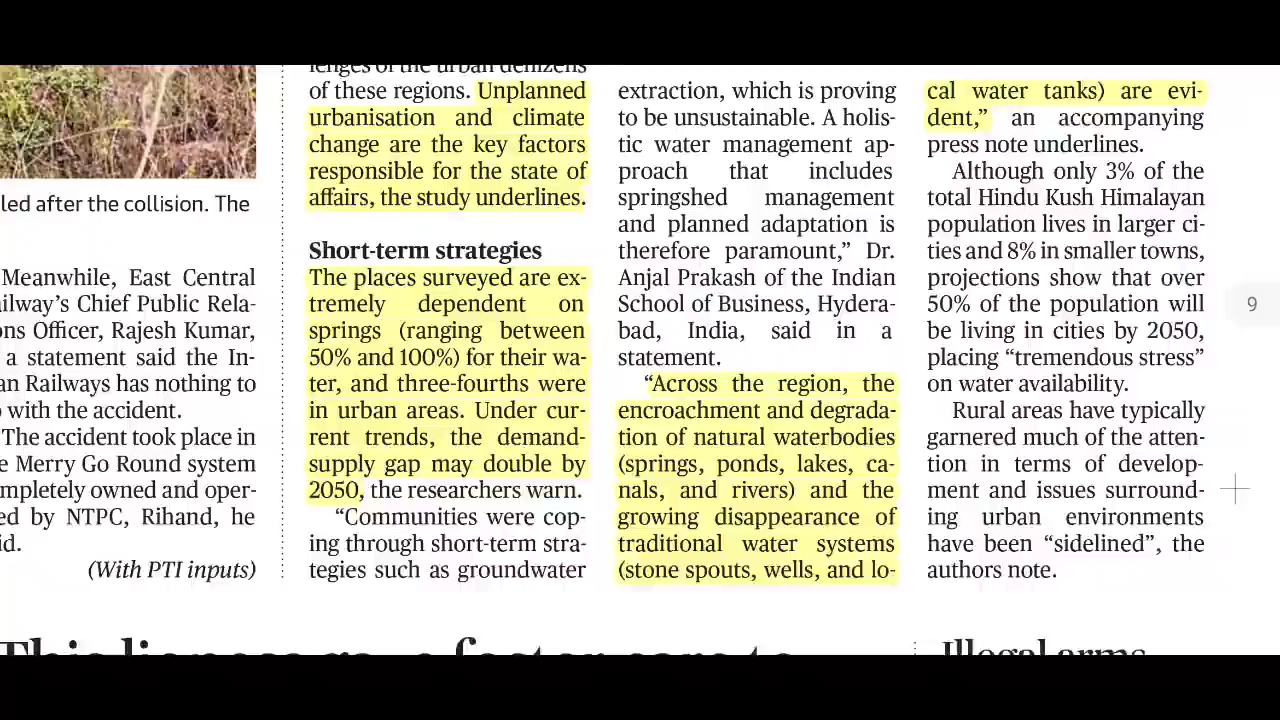 led after the collision. The
Meanwhile, East Central
ailway's Chief Public Rela-
ons Officer, Rajesh Kumar,
a statement said the In-
an Railways has nothing to
with the accident.
The accident took place in
e Merry Go Round system
mpletely owned and oper-
ed by NTPC, Rihand, he
id.
(With PTI inputs)
lenges of the urban denizens
of these regions. Unplanned
urbanisation and climate
change are the key factors
responsible for the state of
affairs, the study underlines.
Short-term strategies
The places surveyed are ex-
tremely dependent on
springs (ranging between
50% and 100%) for their wa-
ter, and three-fourths were
in urban areas. Under cur-
rent trends, the demand-
supply gap may double by
2050, the researchers warn.
“Communities were cop-
ing through short-term stra-
tegies such as groundwater
extraction, which is proving
to be unsustainable. A holis-
tic water management ap-
proach that includes
springshed management
and planned adaptation is
therefore paramount,” Dr.
Anjal Prakash of the Indian
School of Business, Hydera-
bad, India, said in a
statement.
“Across the region, the
encroachment and degrada-
tion of natural waterbodies
(springs, ponds, lakes, ca-
nals, and rivers) and the
growing disappearance of
traditional water systems
(stone spouts, wells, and lo-
cal water tanks) are evi-
dent,” an accompanying
press note underlines.
Although only 3% of the
total Hindu Kush Himalayan
population lives in larger ci-
ties and 8% in smaller towns,
projections show that over
50% of the population will
be living in cities by 2050,
placing “tremendous stress”
on water availability.
Rural areas have typically
garnered much of the atten-
tion in terms of develop-
ment and issues surround-
ing urban environments
have been “sidelined”, the
authors note.
9
Illegal arms